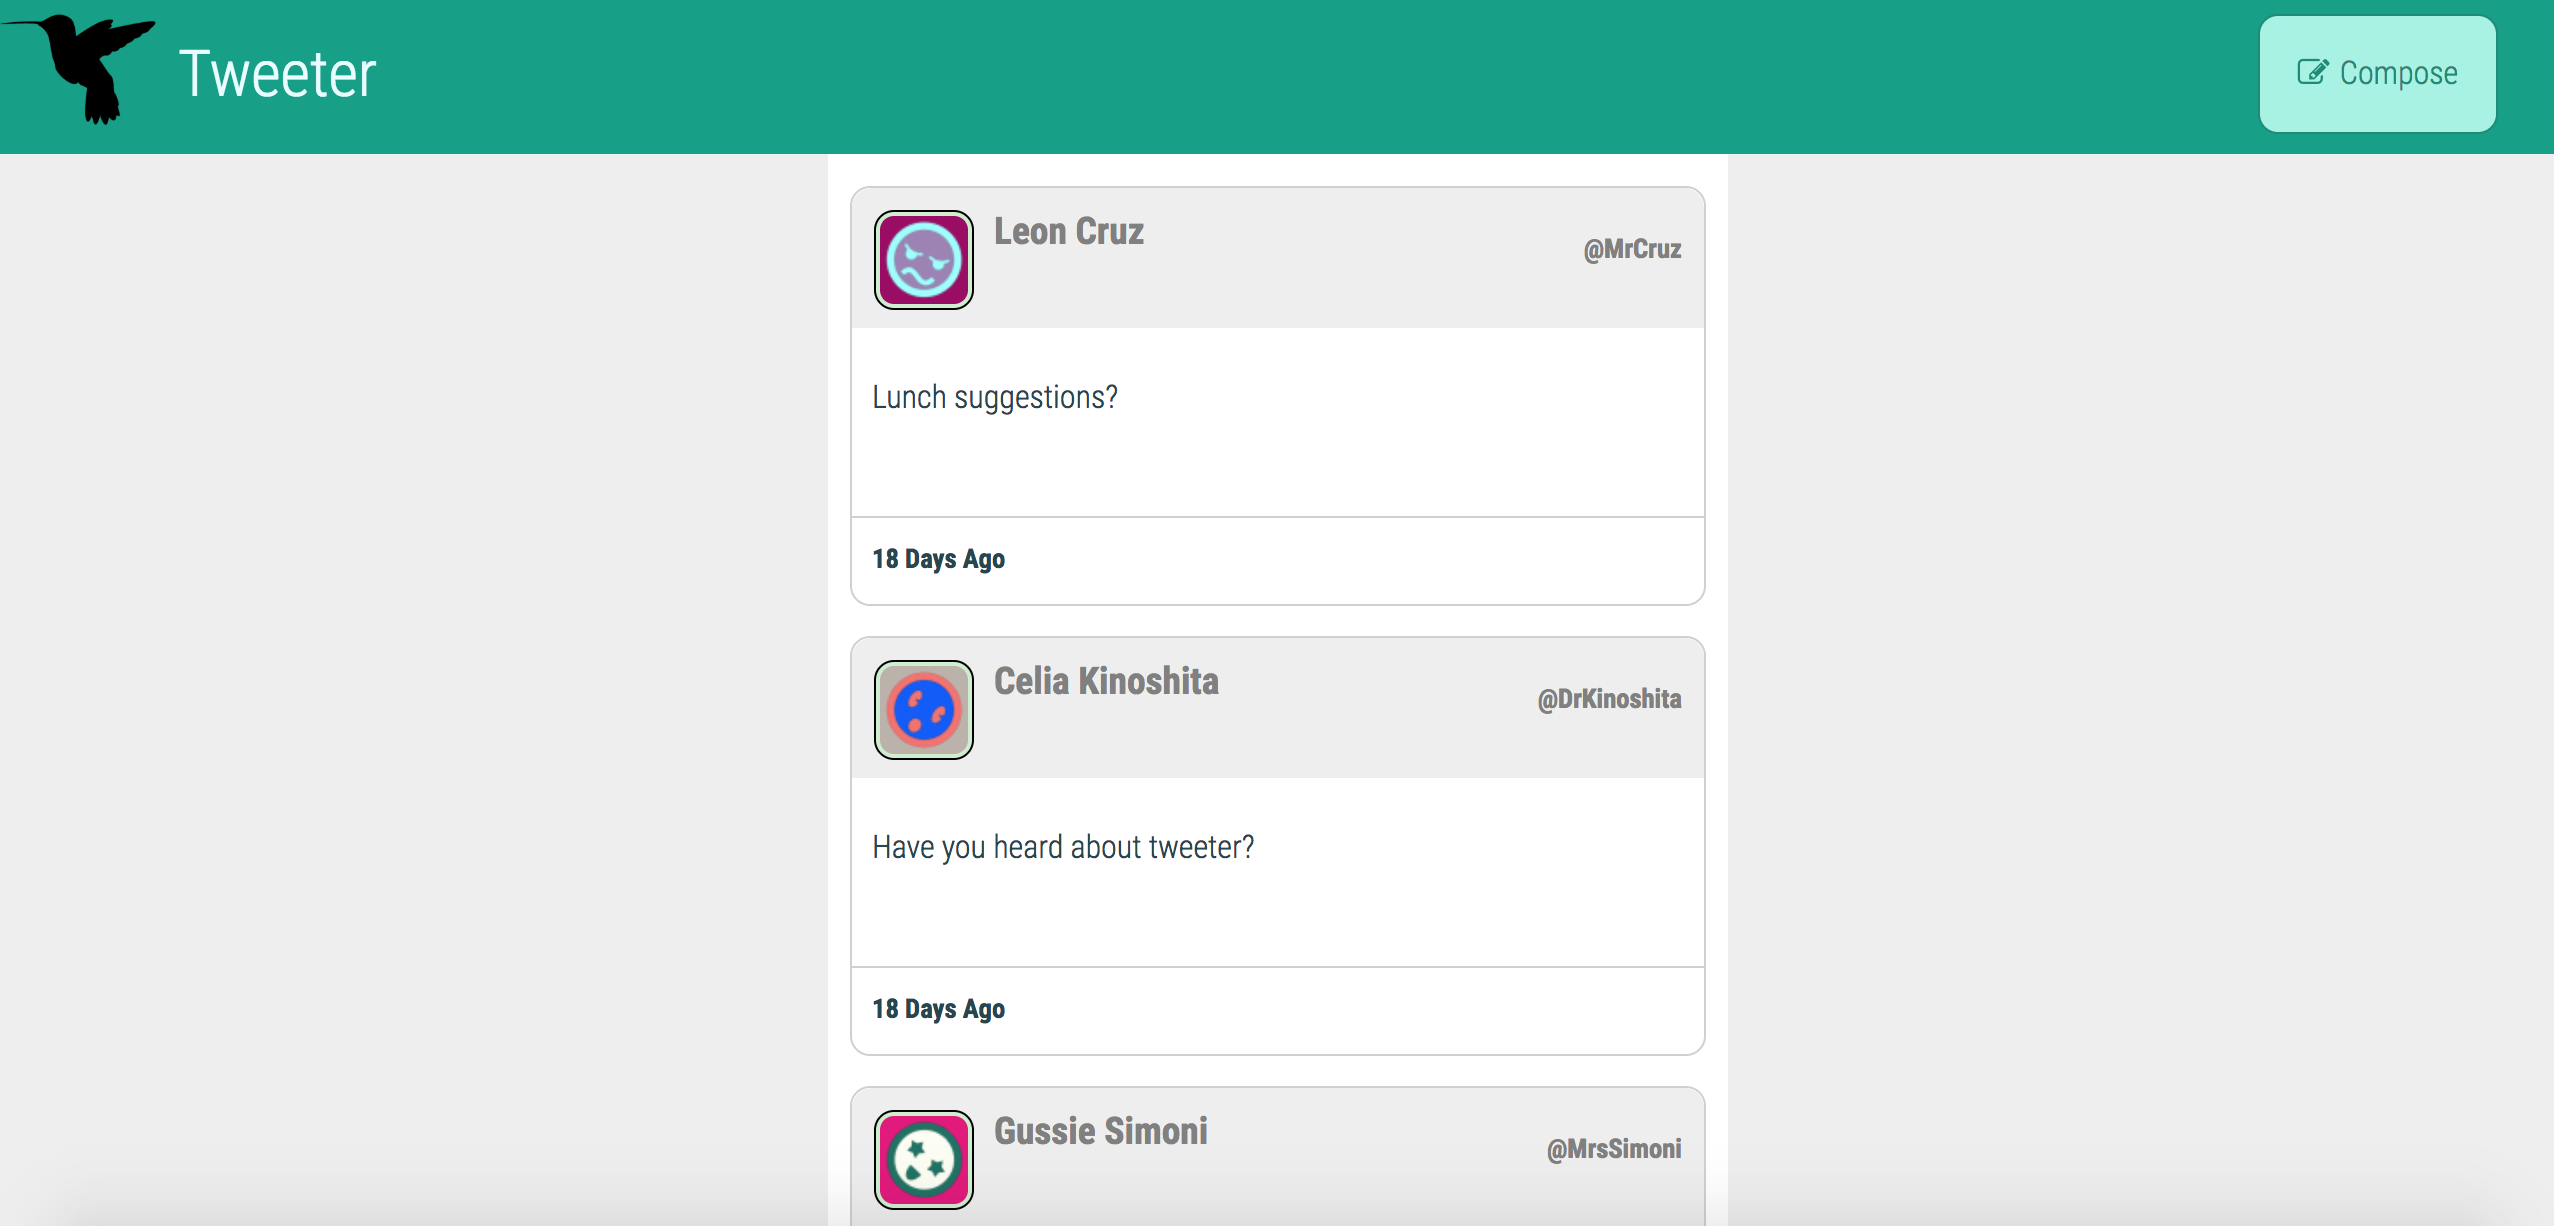 Tweeter
Compose
Leon Cruz
@MrCruz
Lunch suggestions?
18 Days Ago
Celia Kinoshita
@DrKinoshita
Have you heard about tweeter?
18 Days Ago
Gussie Simoni
@MrsSimoni